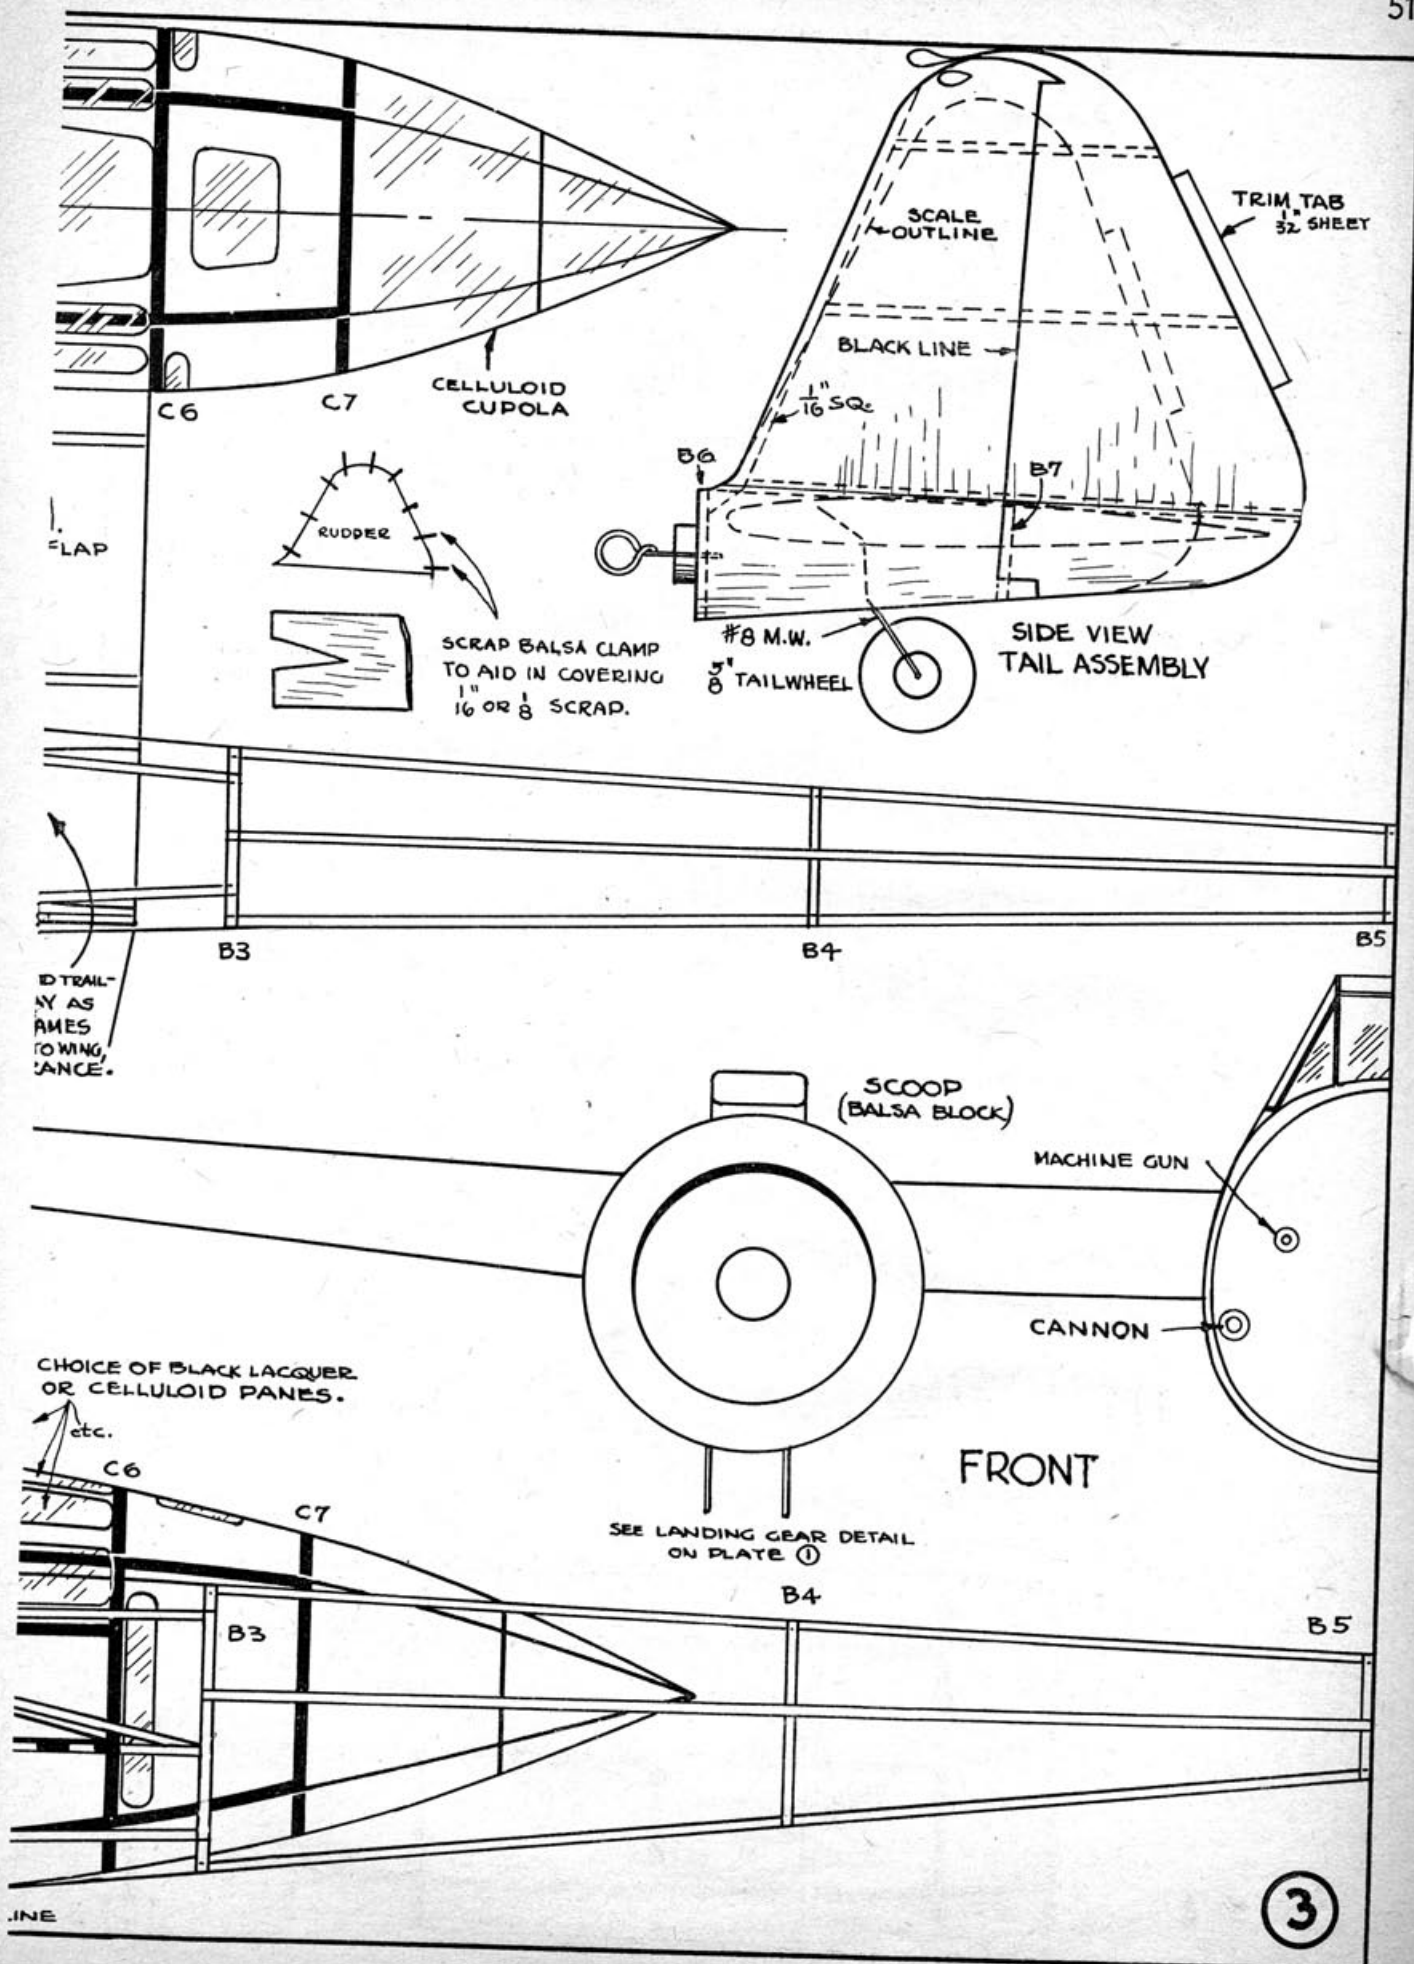 51
TRIM TAB
1/32" SHEET
SCALE
OUTLINE
BLACK LINE
1/16" SQ.
CELLULOID
CUPOLA
C6
C7
B6
B7
RUDDER
FLAP
SCRAP BALSA CLAMP
TO AID IN COVERING
1/16" OR 1/8 SCRAP.
#8 M.W.
5/8" TAILWHEEL
SIDE VIEW
TAIL ASSEMBLY
B3
B4
B5
D TRAIL-
AY AS
AMES
TO WING,
ANCE.
SCOOP
(BALSA BLOCK)
MACHINE GUN
CANNON
CHOICE OF BLACK LACQUER
OR CELLULOID PANES.
etc.
FRONT
C6
C7
SEE LANDING GEAR DETAIL
ON PLATE ①
B4
B3
B5
INE
3